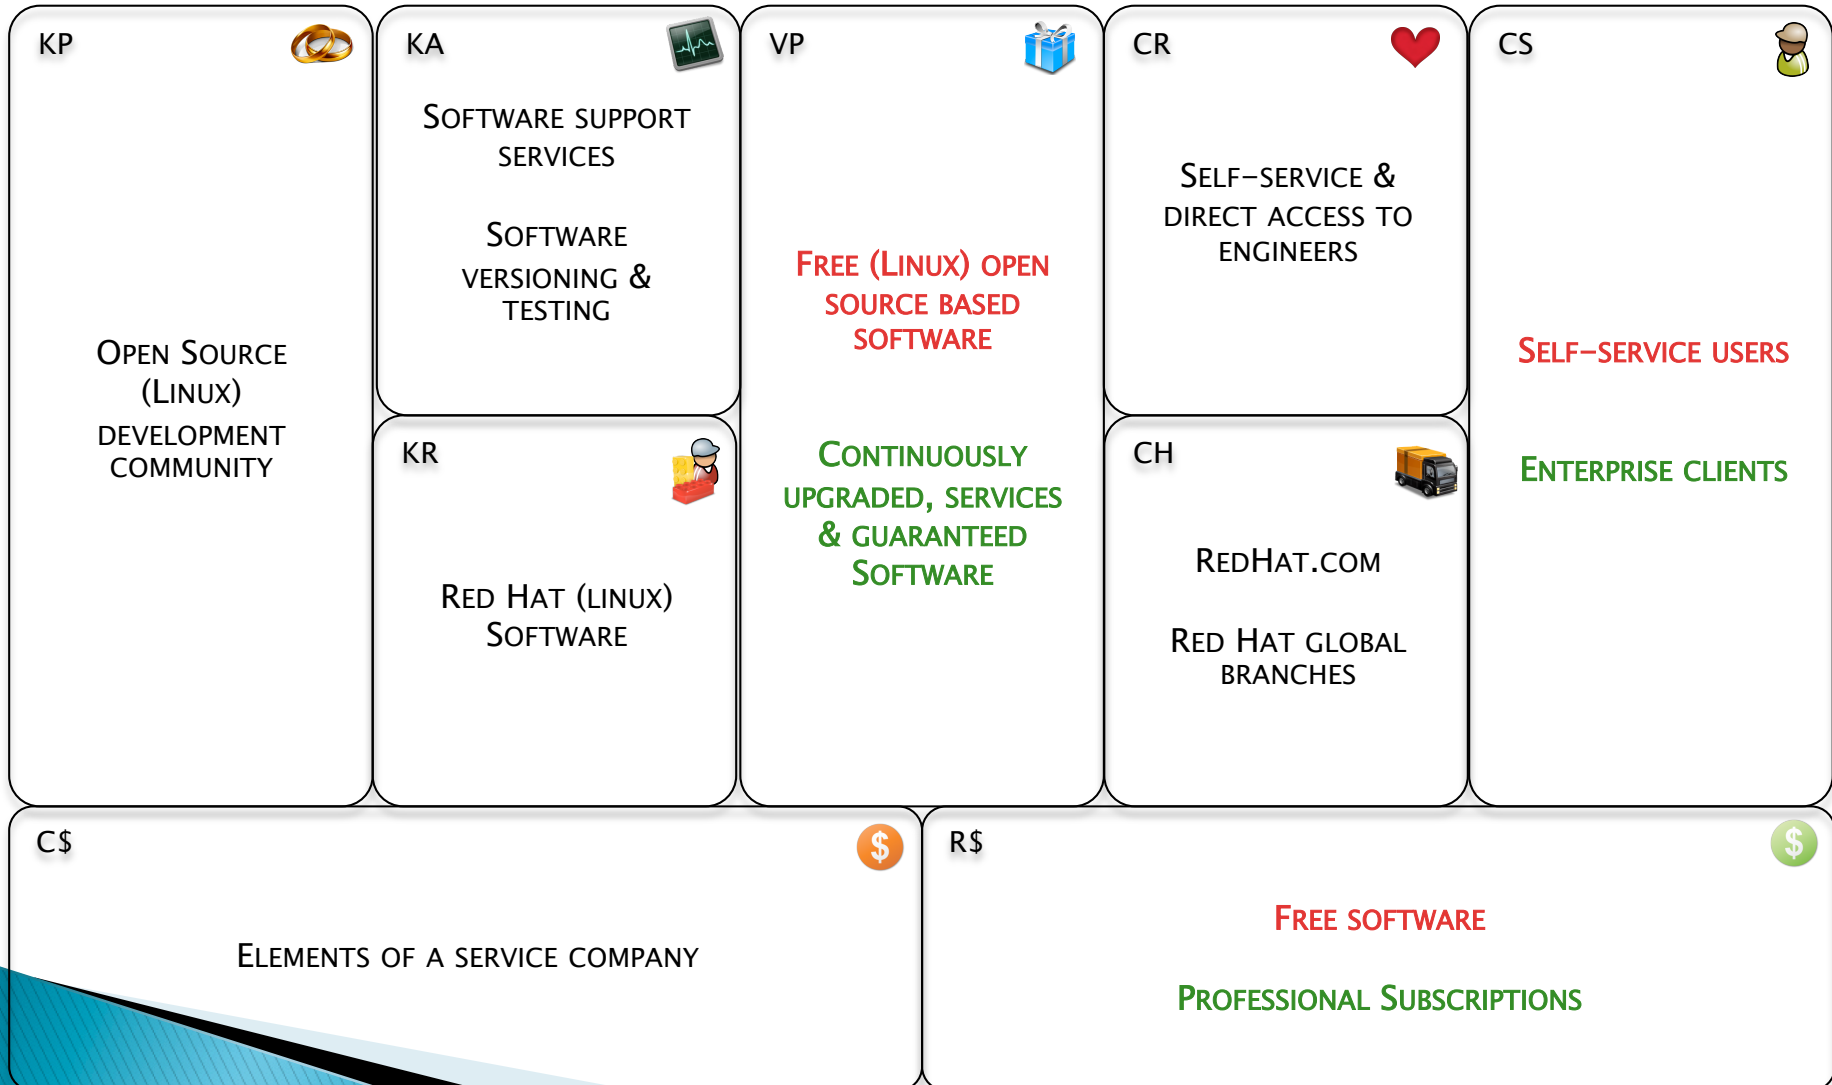 KP
Open Source
(Linux)
development
community
KA
Software support
services
Software
versioning &
testing
KR
Red Hat (linux)
Software
VP
Free (Linux) open
source based
software
Continuously
upgraded, services
& guaranteed
Software
CR
Self-service &
direct access to
engineers
CH
RedHat.com
Red Hat global
branches
CS
Self-service users
Enterprise clients
C$
$
Elements of a service company
R$
$
Free software
Professional Subscriptions